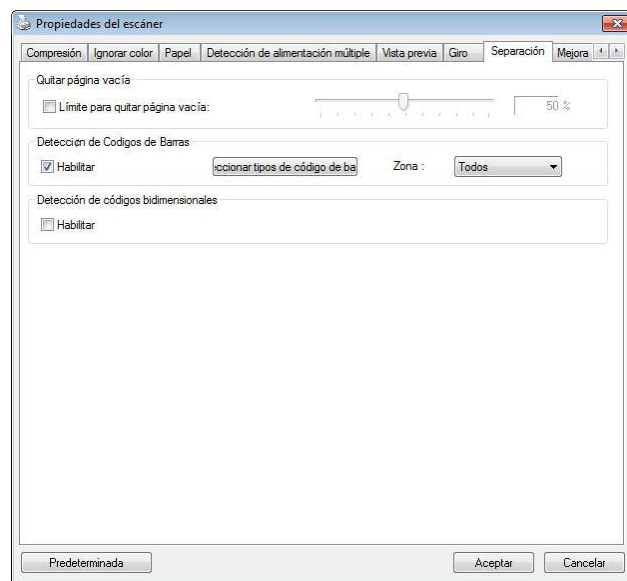 Propiedades del escáner
Compresión Ignorar color Papel Detección de alimentación múltiple Vista previa Giro Separación Mejora
Quitar página vacía
Límite para quitar página vacía: 50 %
Detección de Codigos de Barras
Habilitar eccionar tipos de código de ba Zona : Todos
Detección de códigos bidimensionales
Habilitar
Predeterminada Aceptar Cancelar